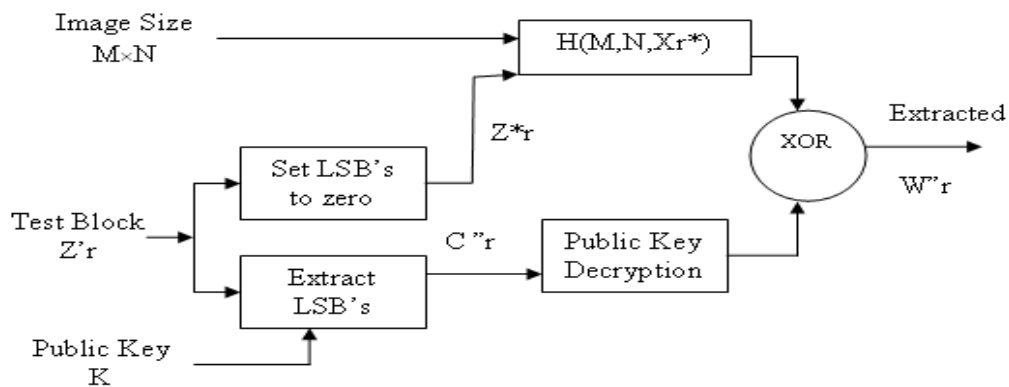 Image Size
M×N
H(M,N,Xr*)
Z*r
XOR
Extracted
W"r
Set LSB's
to zero
Test Block
Z'r
C "r
Public Key
Decryption
Extract
LSB's
Public Key
K